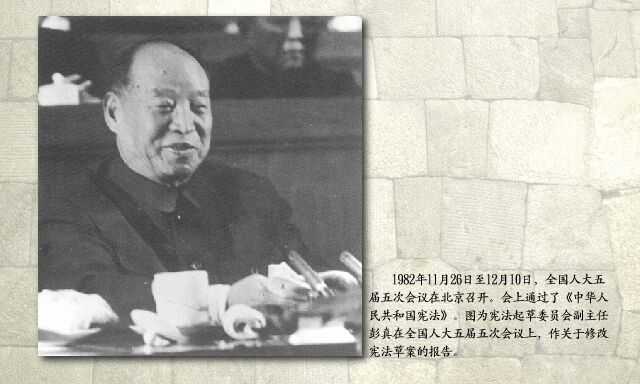 1982年11月26日至12月10日，全国人大五
届五次会议在北京召开。会上通过了《中华人
民共和国宪法》。图为宪法起草委员会副主任
彭真在全国人大五届五次会议上，作关于修改
宪法草案的报告。